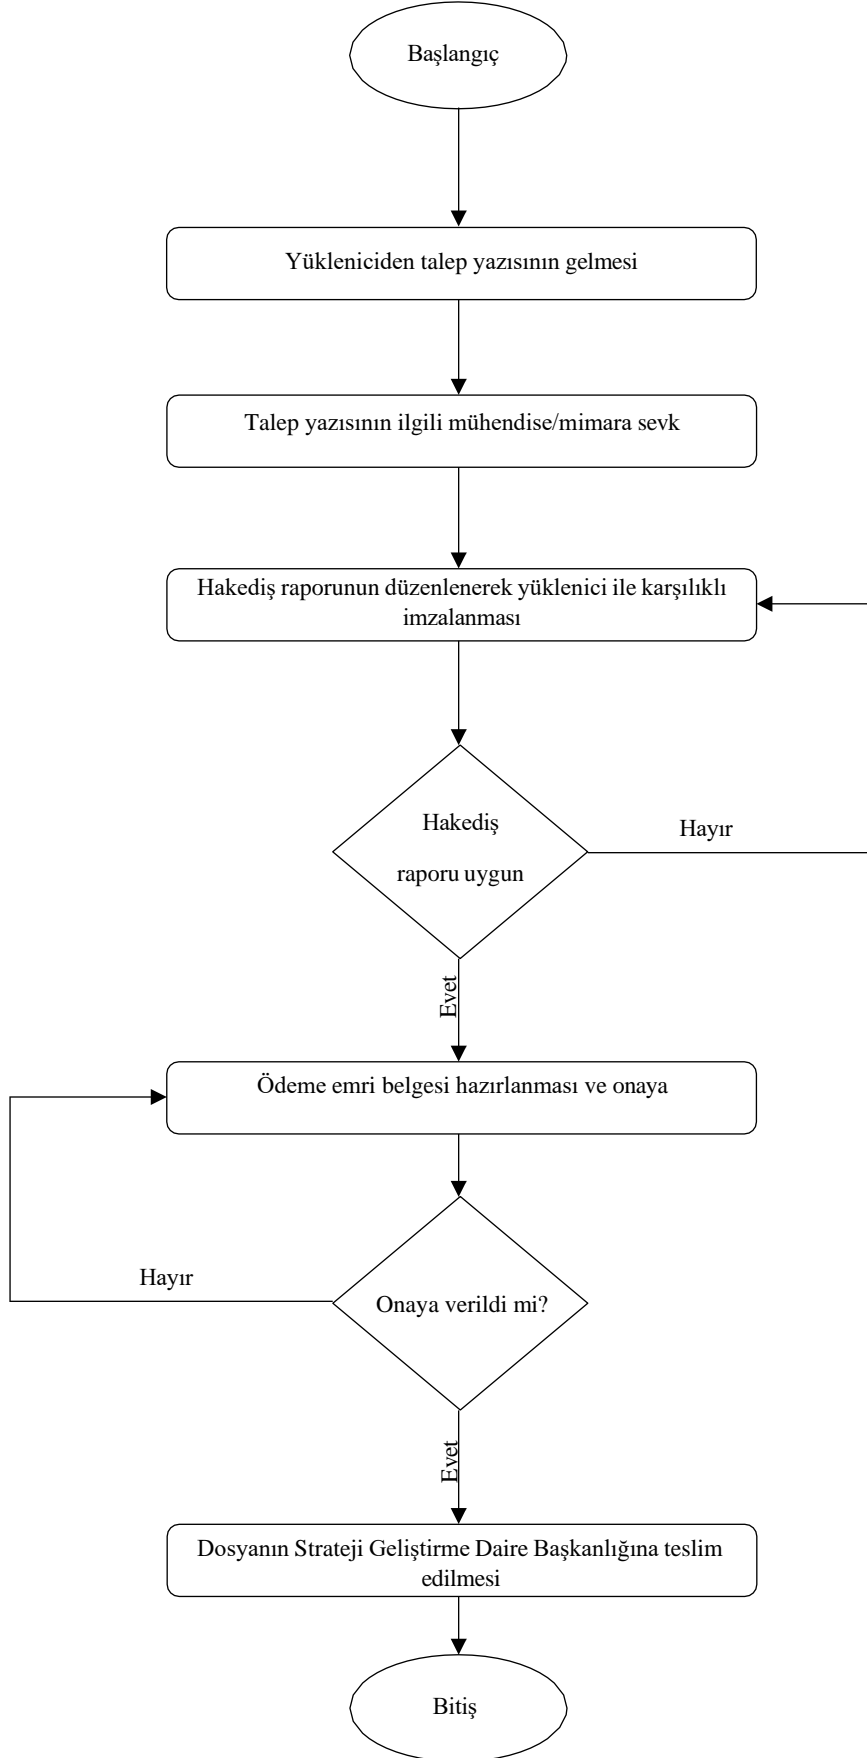 Başlangıç
Yükleniciden talep yazısının gelmesi
Talep yazısının ilgili mühendise/mimara sevk
Hakediş raporunun düzenlenerek yüklenici ile karşılıklı
imzalanması
Hakediş
raporu uygun
Hayır
Evet
Ödeme emri belgesi hazırlanması ve onaya
Hayır
Onaya verildi mi?
Evet
Dosyanın Strateji Geliştirme Daire Başkanlığına teslim
edilmesi
Bitiş